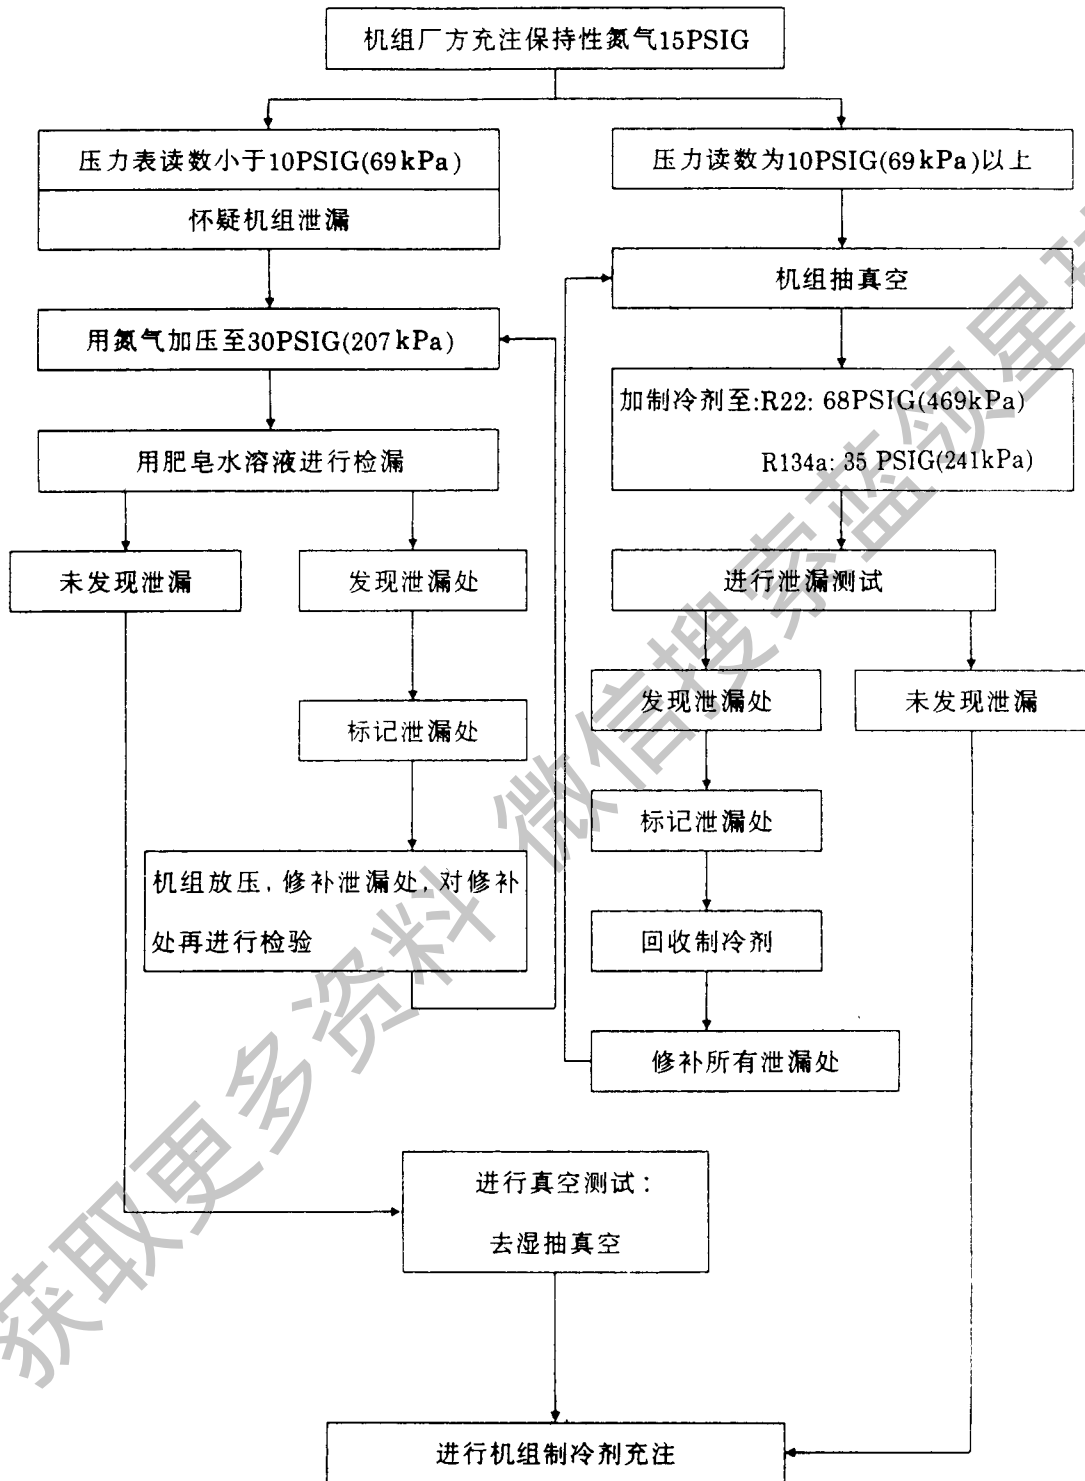 机组厂方充注保持性氮气15PSIG
压力表读数小于10PSIG(69kPa)
怀疑机组泄漏
用氮气加压至30PSIG(207kPa)
用肥皂水溶液进行检漏
未发现泄漏
发现泄漏处
标记泄漏处
机组放压，修补泄漏处，对修补
处再进行检验
压力读数为10PSIG(69kPa)以上
机组抽真空
加制冷剂至:R22: 68PSIG(469kPa)
R134a: 35 PSIG(241kPa)
进行泄漏测试
发现泄漏处
未发现泄漏
标记泄漏处
回收制冷剂
修补所有泄漏处
进行真空测试:
去湿抽真空
进行机组制冷剂充注
获取更多资料 微信搜索蓝领星球